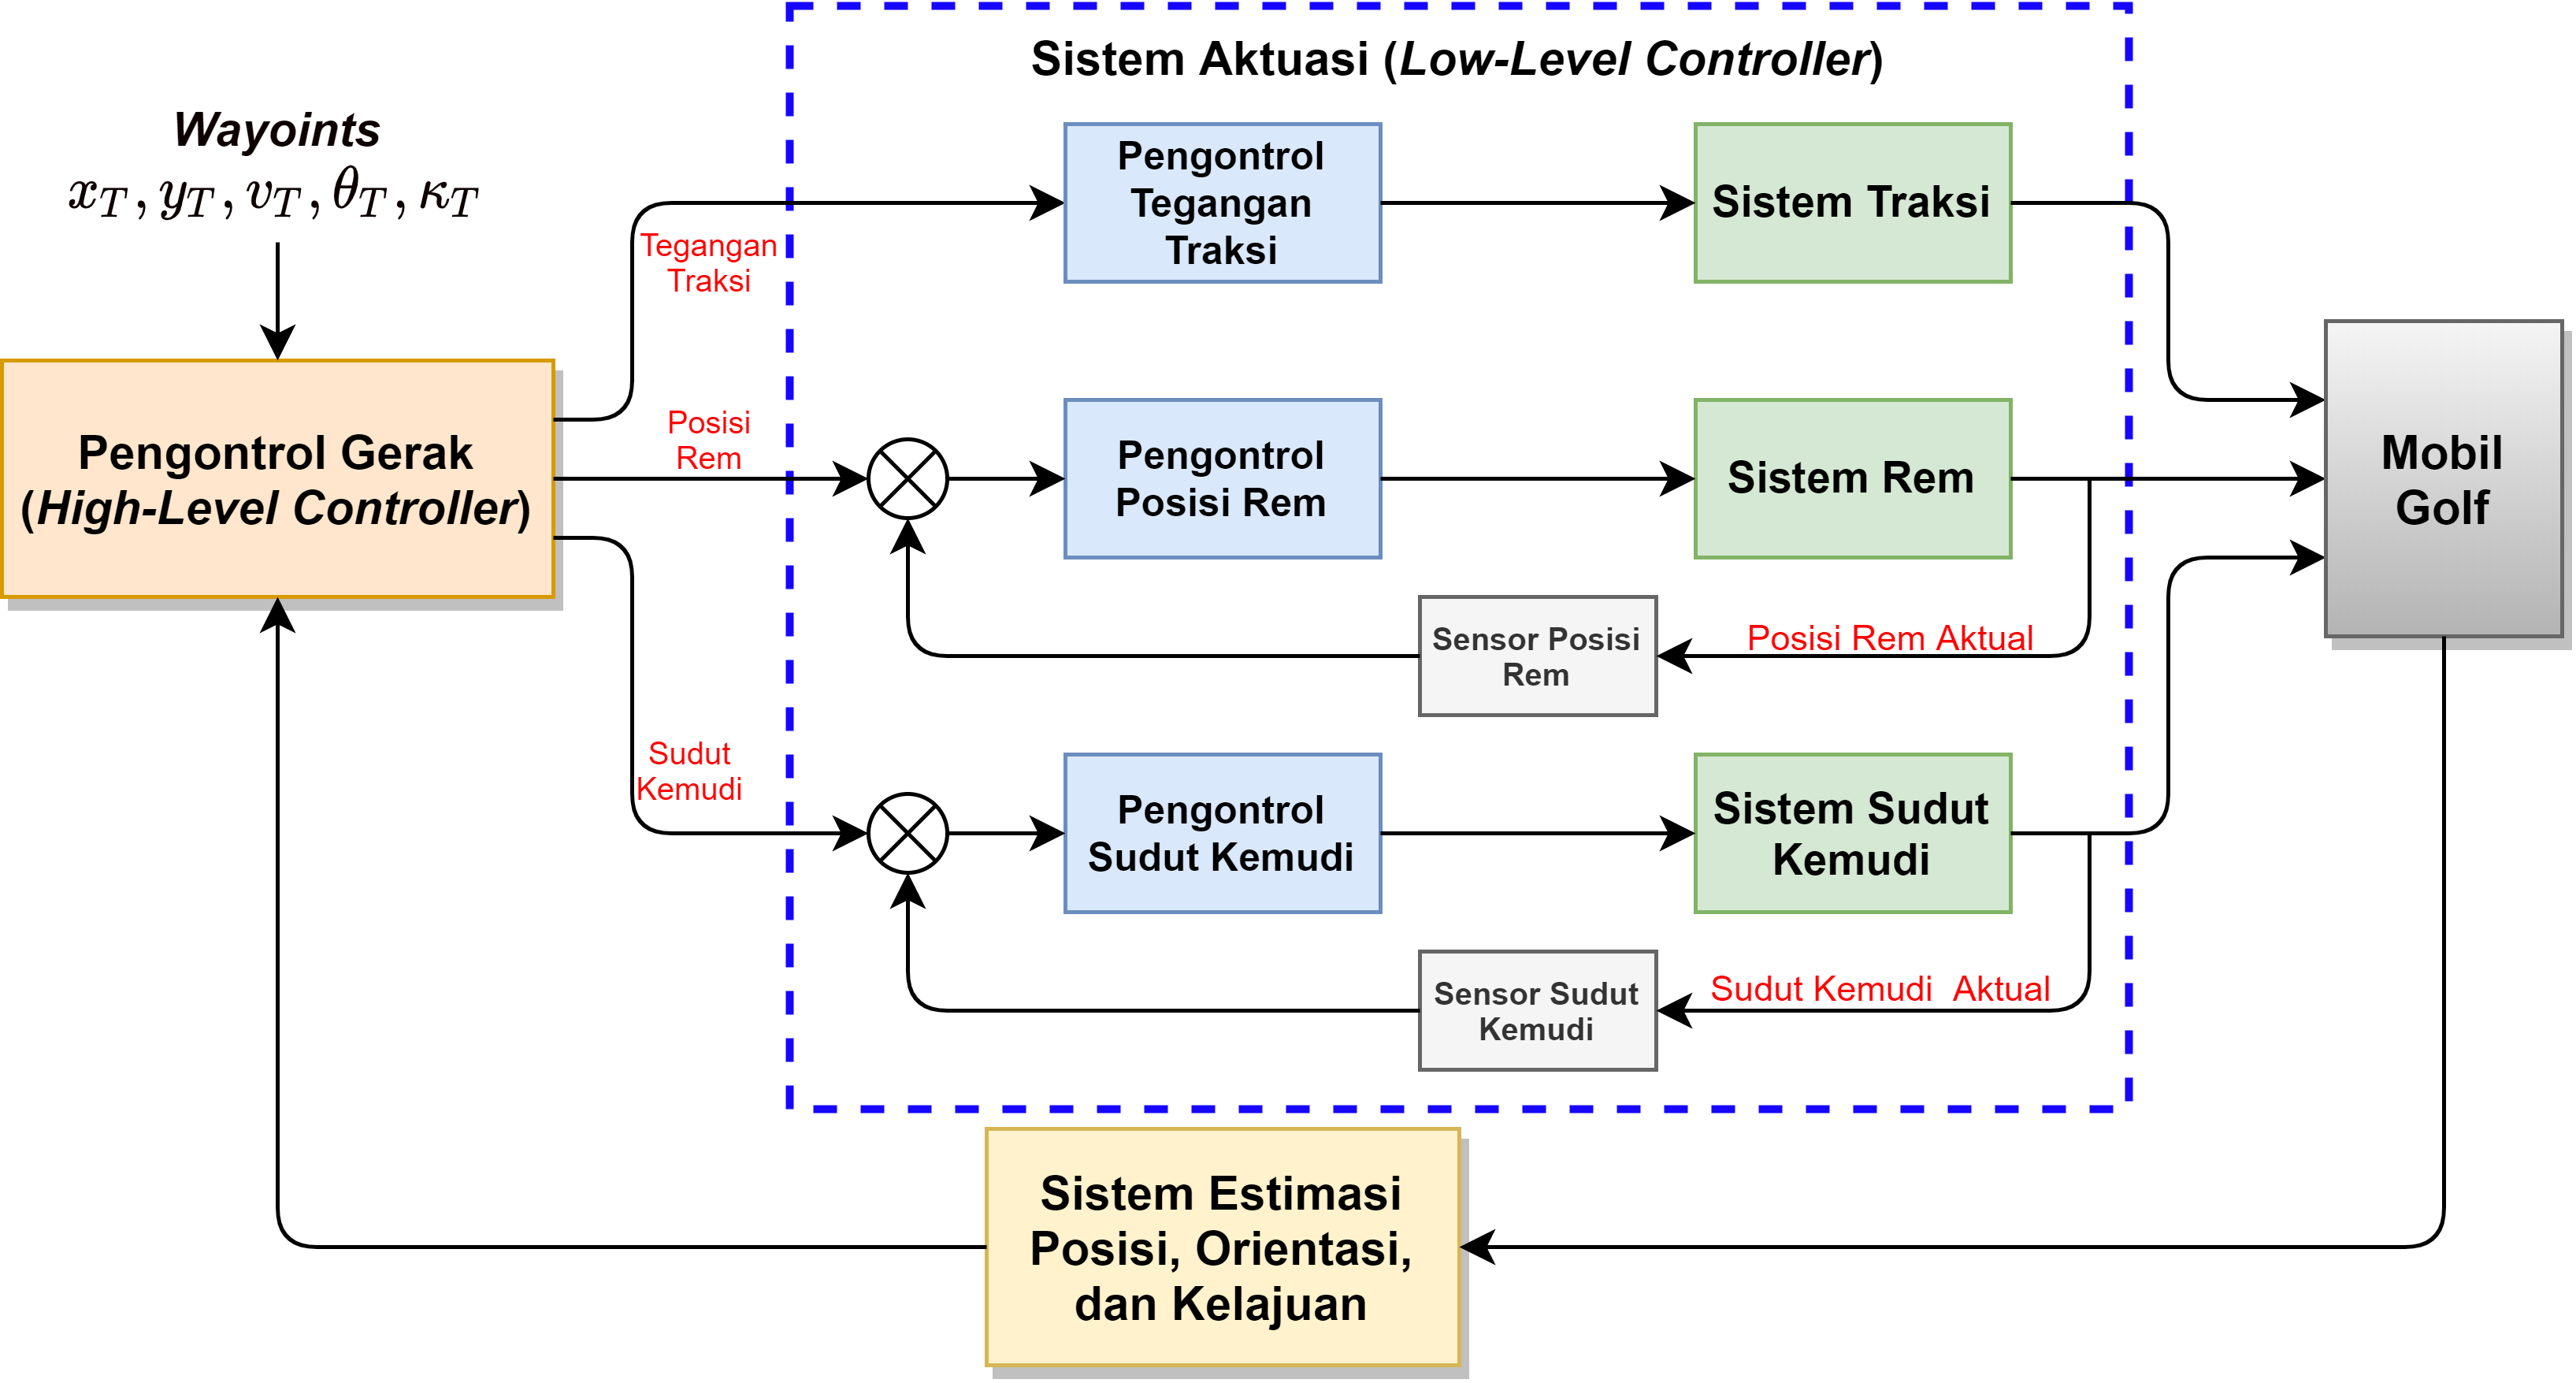 Sistem Aktuasi (Low-Level Controller)
Wayoints
x_T, y_T, v_T, θ_T, κ_T
Pengontrol Gerak
(High-Level Controller)
Tegangan
Traksi
Pengontrol
Tegangan
Traksi
Sistem Traksi
Posisi
Rem
Pengontrol
Posisi Rem
Sistem Rem
Mobil
Golf
Sensor Posisi
Rem
Posisi Rem Aktual
Sudut
Kemudi
Pengontrol
Sudut Kemudi
Sistem Sudut
Kemudi
Sensor Sudut
Kemudi
Sudut Kemudi  Aktual
Sistem Estimasi
Posisi, Orientasi,
dan Kelajuan